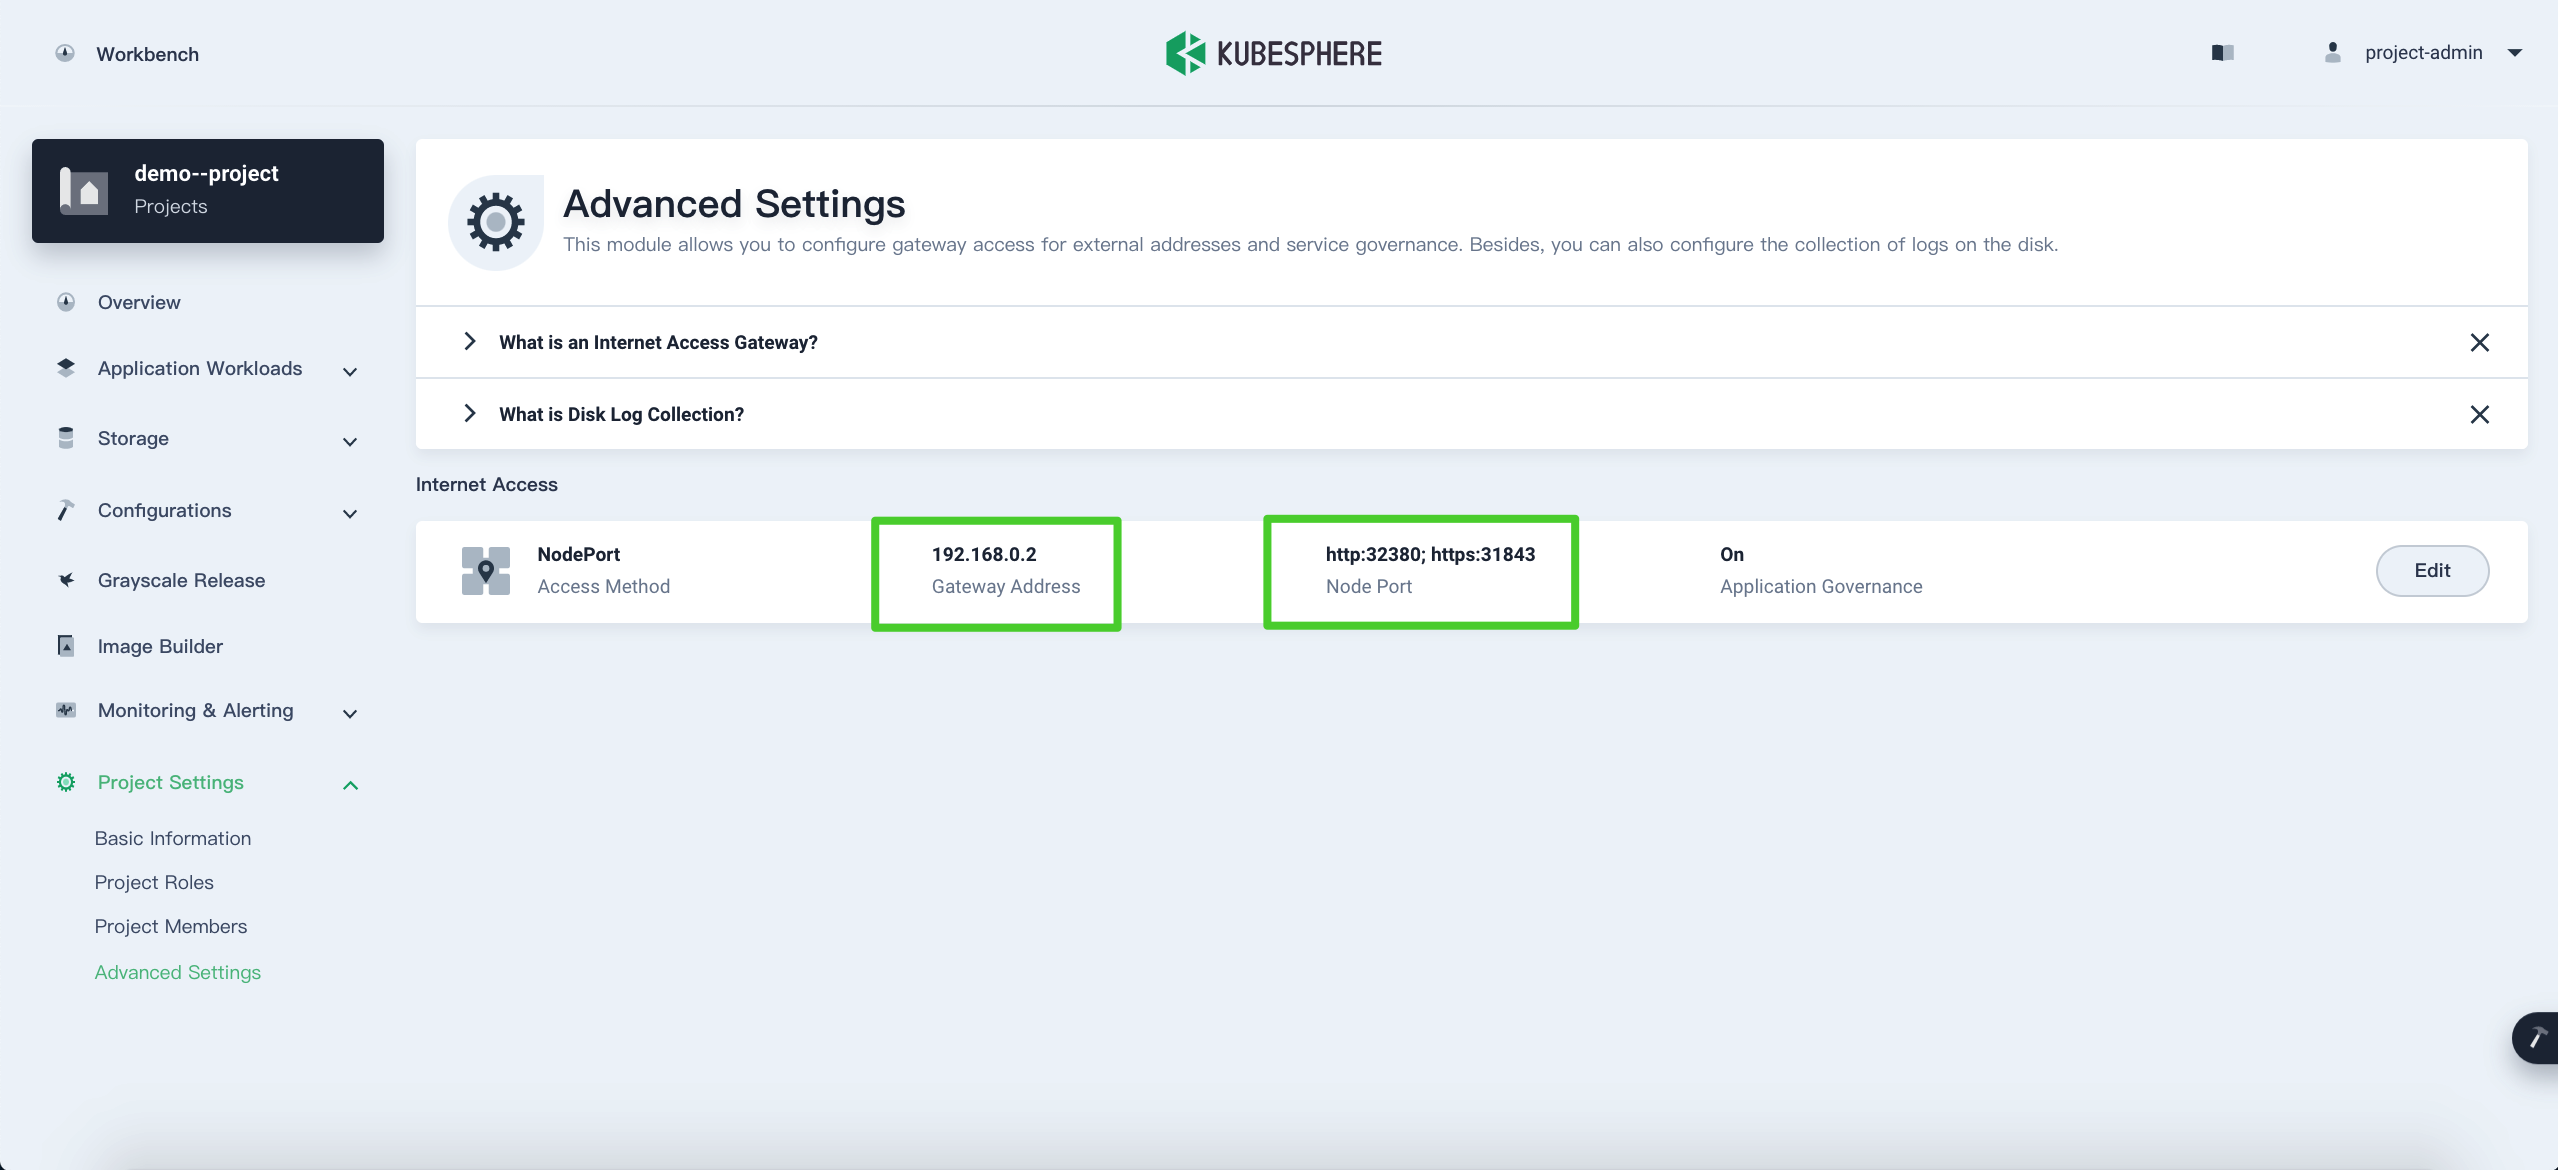 Workbench
KUBESPHERE
project-admin
demo--project
Projects
Overview
Application Workloads
Storage
Configurations
Grayscale Release
Image Builder
Monitoring & Alerting
Project Settings
Basic Information
Project Roles
Project Members
Advanced Settings
Advanced Settings
This module allows you to configure gateway access for external addresses and service governance. Besides, you can also configure the collection of logs on the disk.
What is an Internet Access Gateway?
What is Disk Log Collection?
Internet Access
NodePort
Access Method
192.168.0.2
Gateway Address
http:32380; https:31843
Node Port
On
Application Governance
Edit